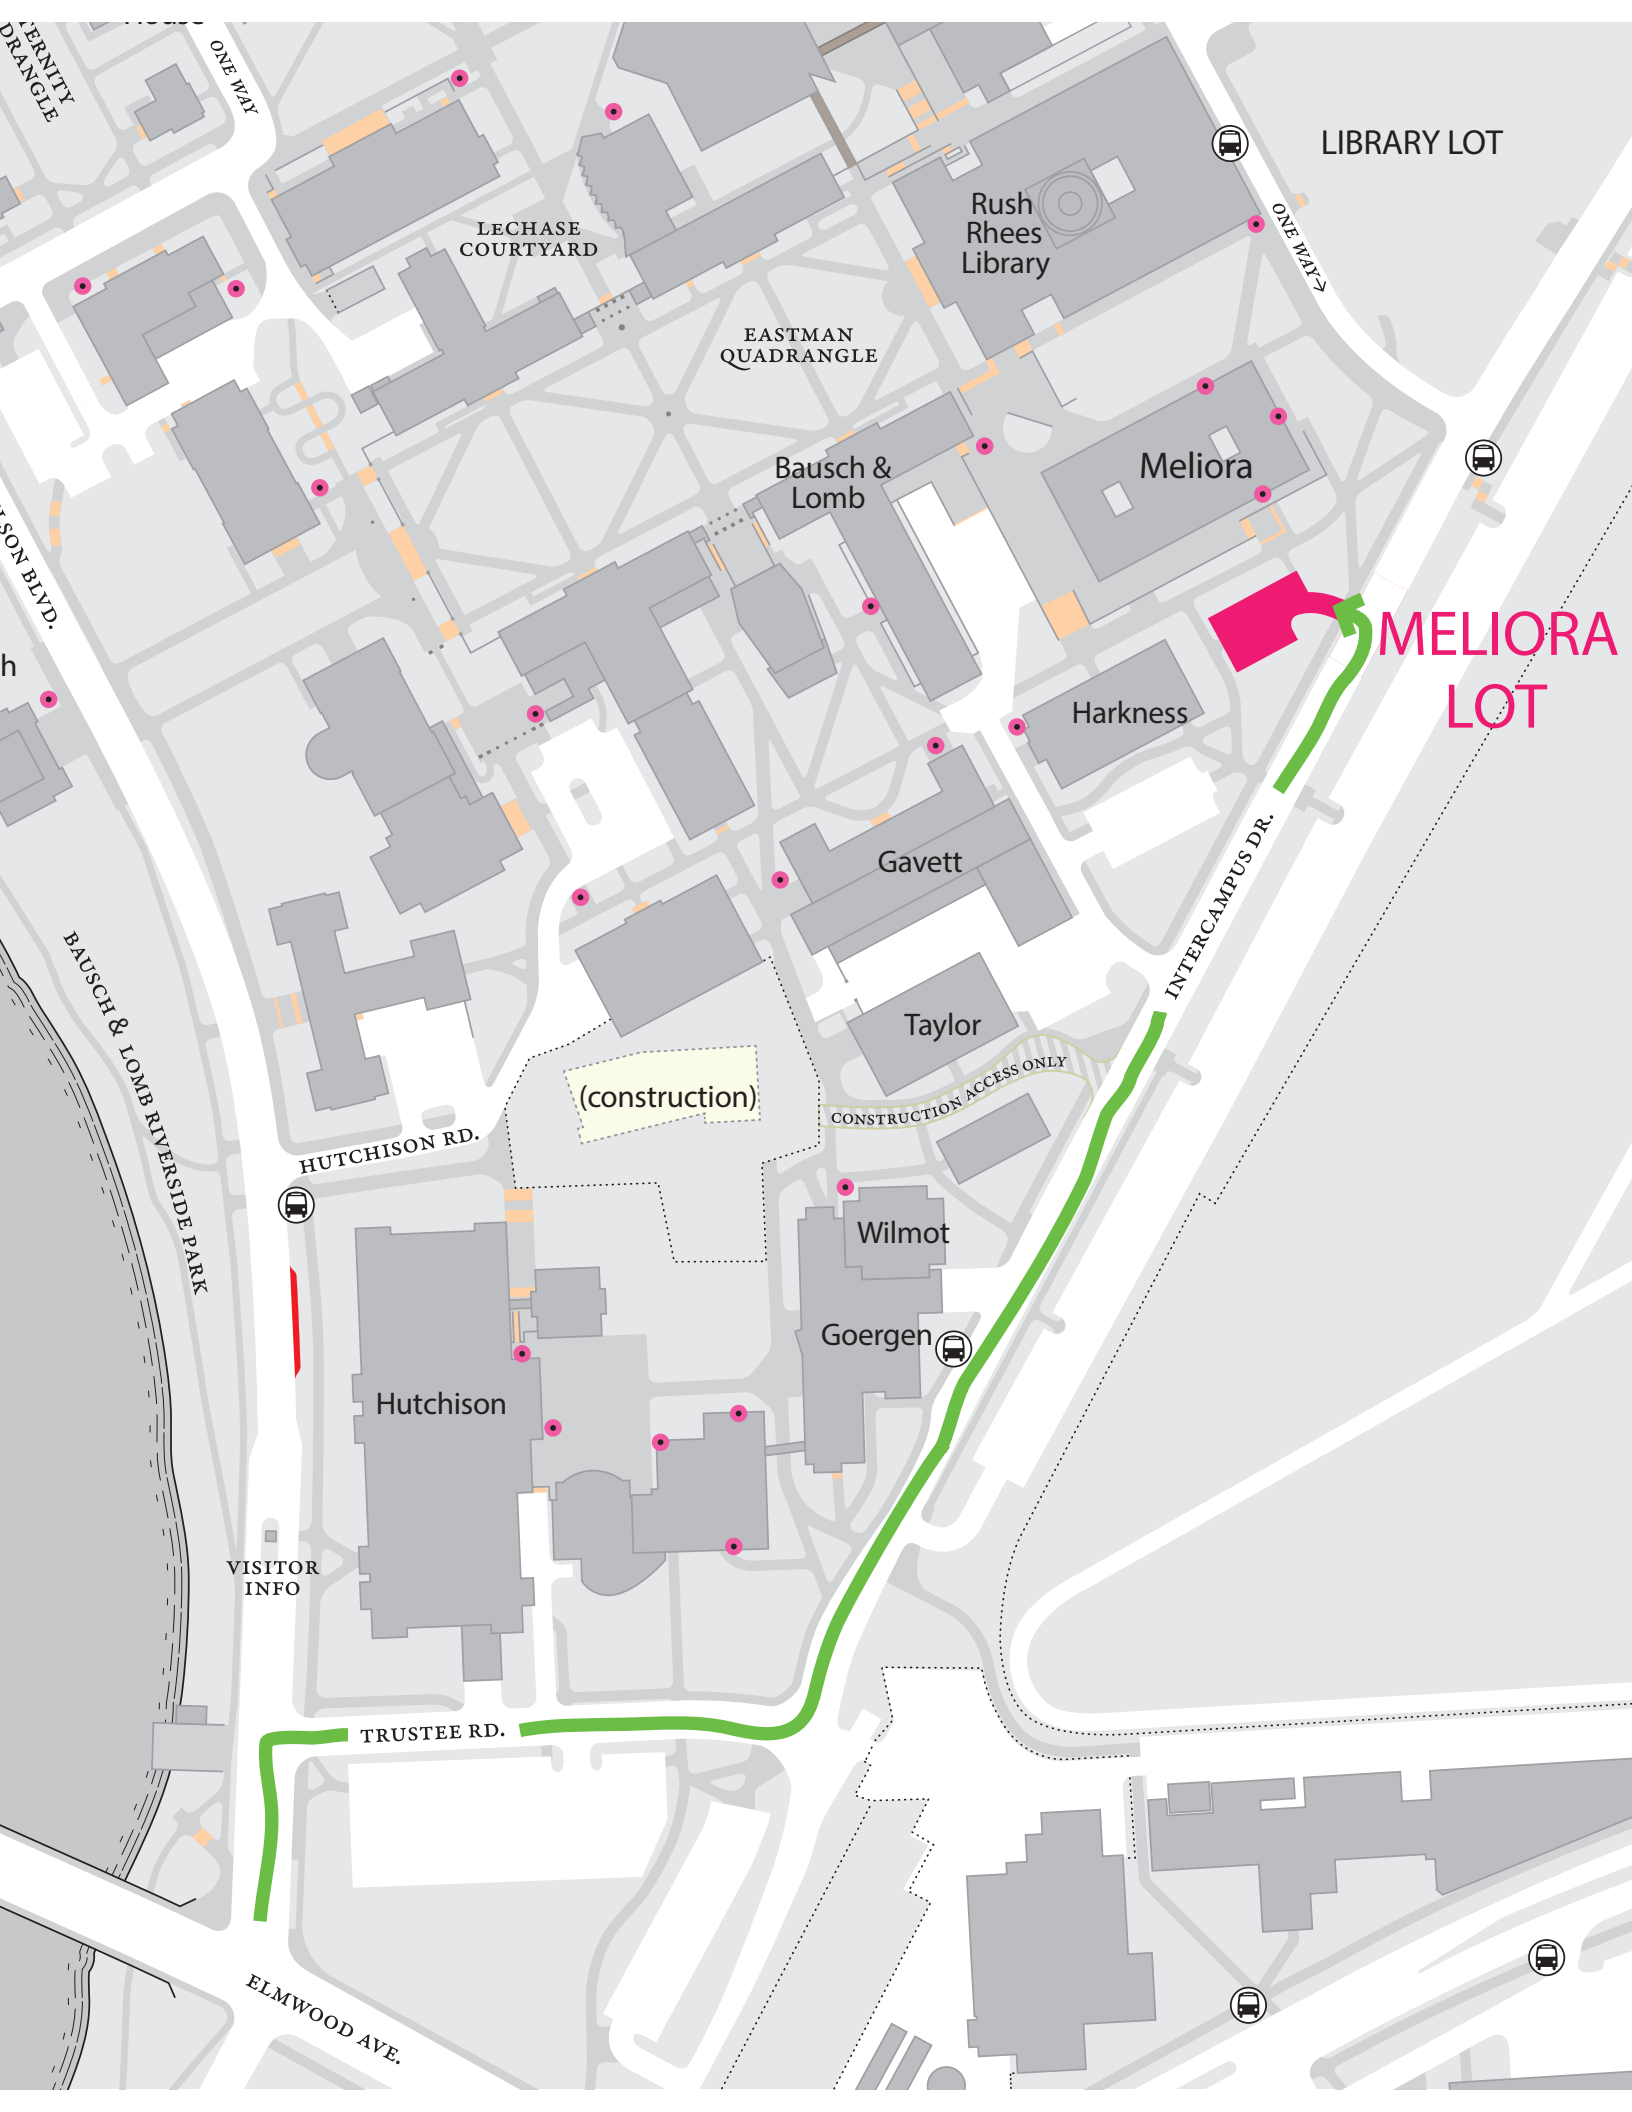 ONE WAY
LIBRARY LOT
Rush
Rhees
Library
LECHASE
COURTYARD
ONE WAY>
EASTMAN
QUADRANGLE
Bausch &
Lomb
Meliora
MELIORA
LOT
Harkness
h
Gavett
INTERCAMPUS DR.
BAUSCH & LOMB RIVERSIDE PARK
Taylor
CONSTRUCTION ACCESS ONLY
(construction)
HUTCHISON RD.
Wilmot
Goergen
Hutchison
VISITOR
INFO
TRUSTEE RD.
ELMWOOD AVE.